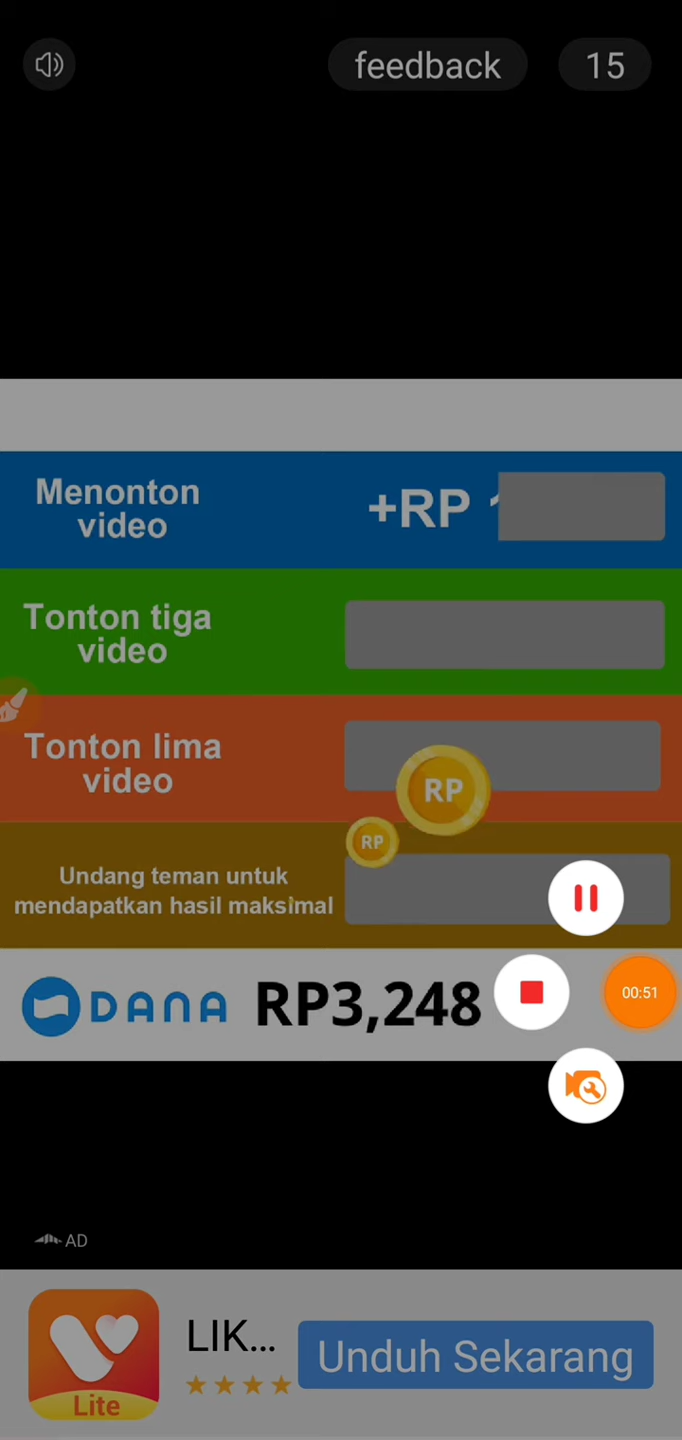 feedback 15
Menonton
video
+RP
Tonton tiga
video
Tonton lima
video
RP
RP
Undang teman untuk
mendapatkan hasil maksimal
DANA RP3,248
00:51
AD
Lite
LIK...
Unduh Sekarang